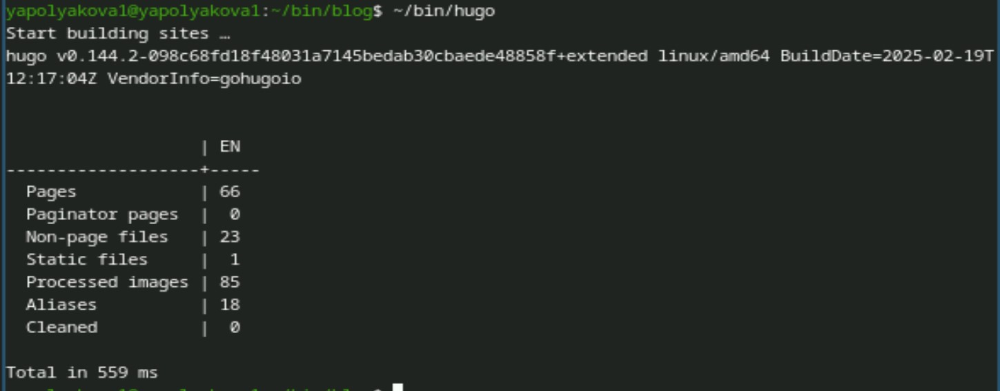 yapolyakova1@yapolyakova1:~/bin/blog$ ~/bin/hugo
Start building sites …
hugo v0.144.2-098c68fd18f48031a7145bedab30cbaede48858f+extended linux/amd64 BuildDate=2025-02-19T
12:17:04Z VendorInfo=gohugoio
| EN
-------------------+-----
Pages | 66
Paginator pages | 0
Non-page files | 23
Static files | 1
Processed images | 85
Aliases | 18
Cleaned | 0
Total in 559 ms